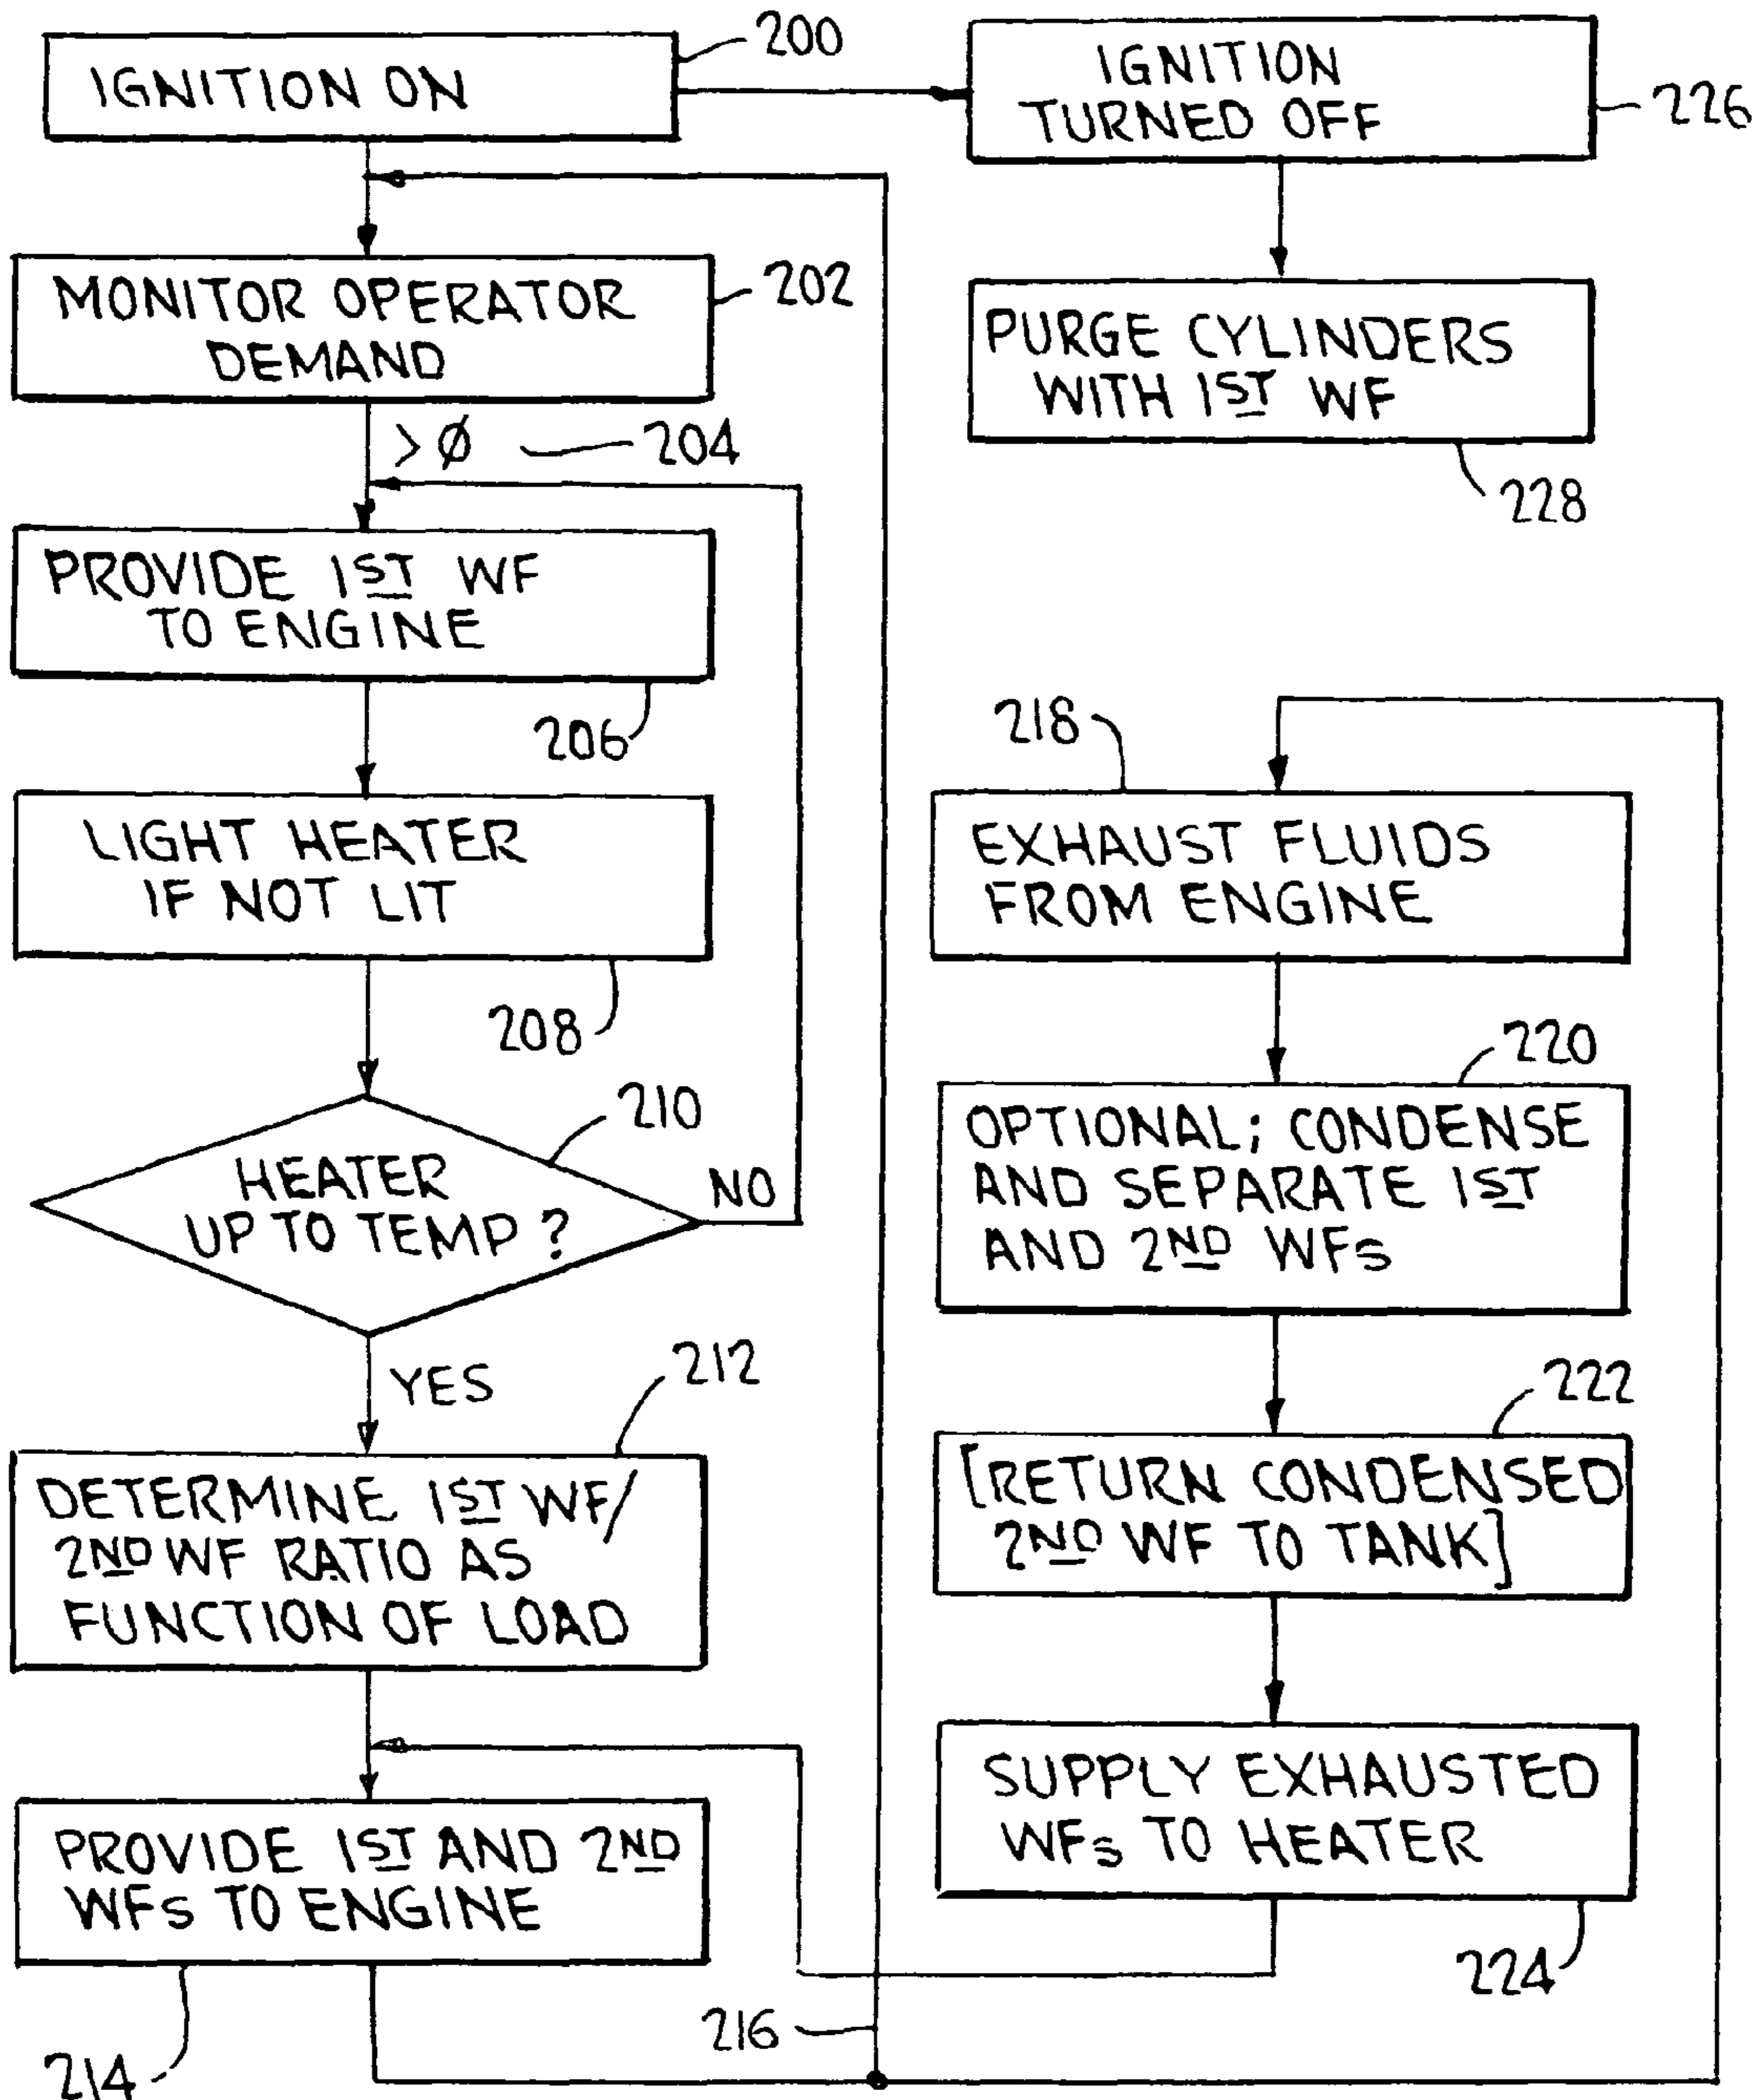 IGNITION ON
200
IGNITION
TURNED OFF
226
MONITOR OPERATOR
DEMAND
202
PURGE CYLINDERS
WITH 1ST WF
228
>Ø
204
PROVIDE 1ST WF
TO ENGINE
206
LIGHT HEATER
IF NOT LIT
208
218
EXHAUST FLUIDS
FROM ENGINE
HEATER
UP TO TEMP?
210
NO
YES
220
OPTIONAL; CONDENSE
AND SEPARATE 1ST
AND 2ND WFs
212
DETERMINE 1ST WF/
2ND WF RATIO AS
FUNCTION OF LOAD
222
[RETURN CONDENSED
2ND WF TO TANK]
PROVIDE 1ST AND 2ND
WFs TO ENGINE
214
SUPPLY EXHAUSTED
WFs TO HEATER
224
216